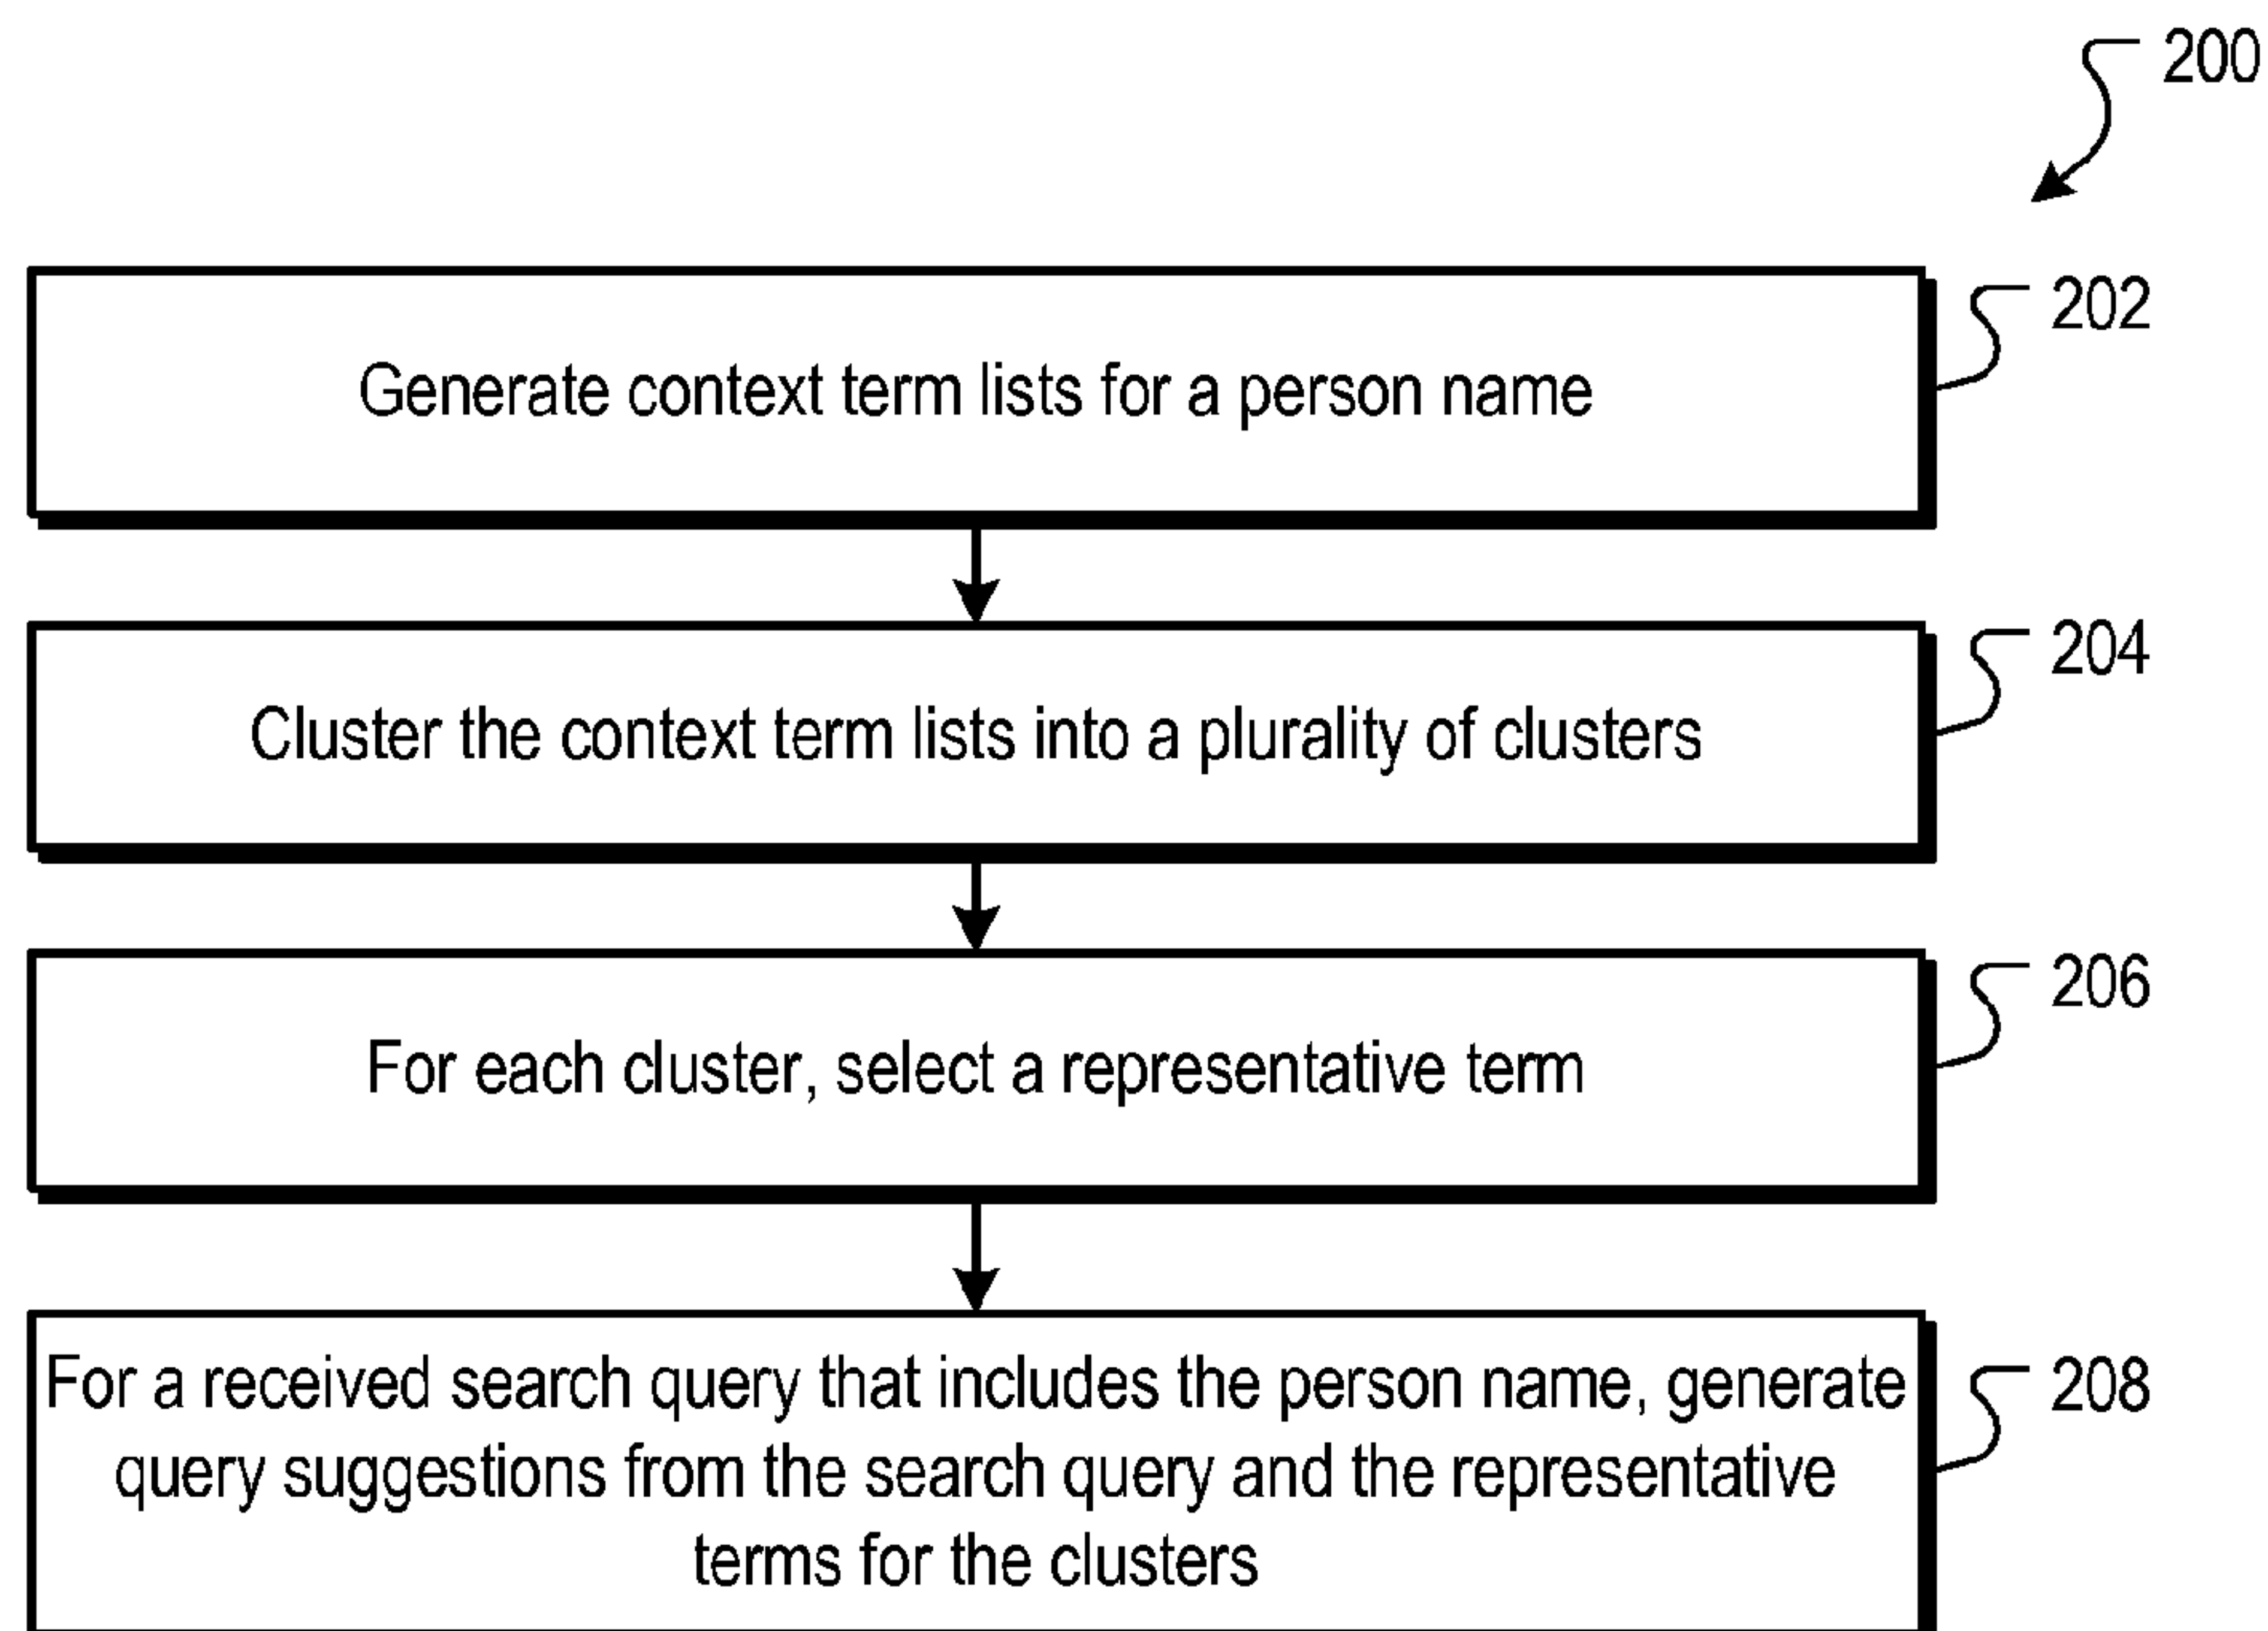 200
Generate context term lists for a person name
202
Cluster the context term lists into a plurality of clusters
204
For each cluster, select a representative term
206
For a received search query that includes the person name, generate
query suggestions from the search query and the representative
terms for the clusters
208